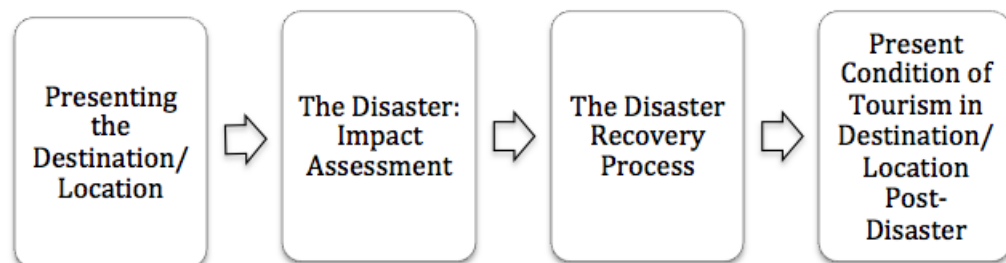 Presenting
the
Destination/
Location
The Disaster:
Impact
Assessment
The Disaster
Recovery
Process
Present
Condition of
Tourism in
Destination/
Location
Post-
Disaster